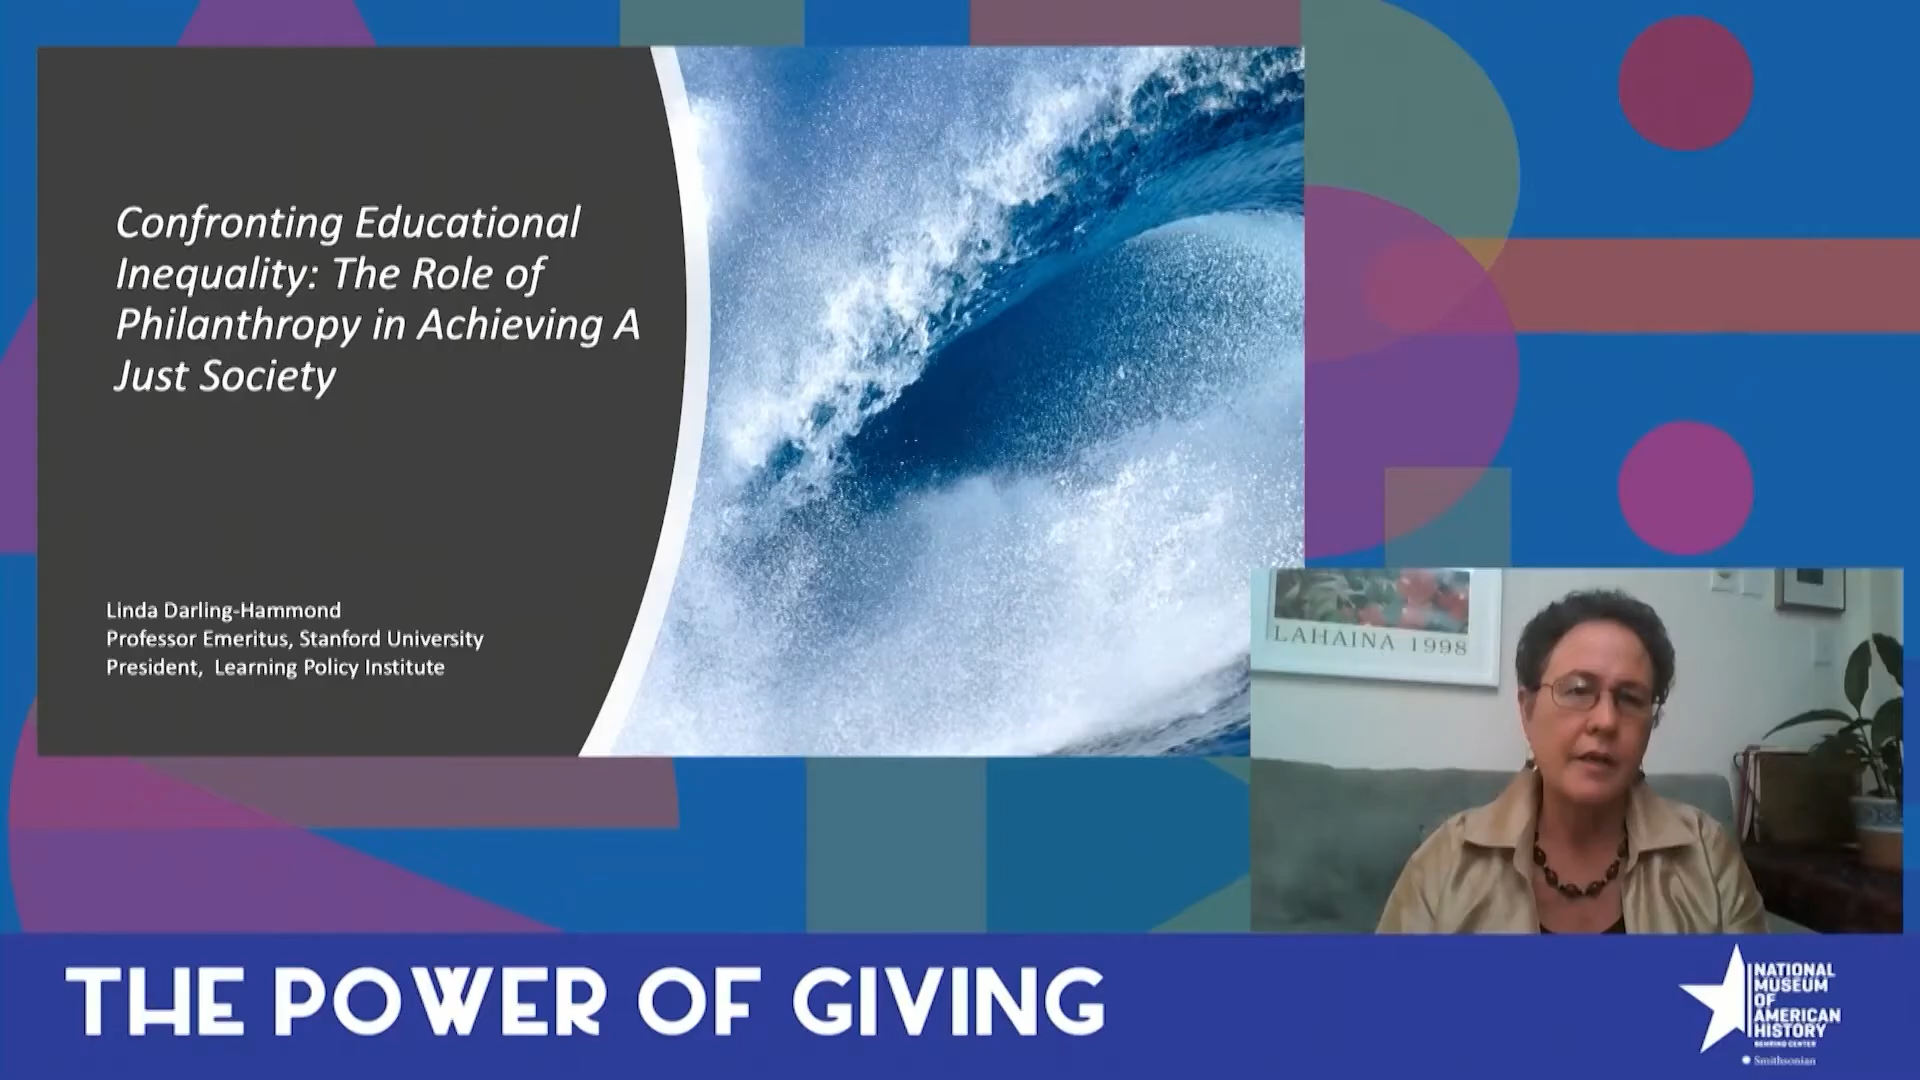 Confronting Educational
Inequality: The Role of
Philanthropy in Achieving A
Just Society
Linda Darling-Hammond
Professor Emeritus, Stanford University
President, Learning Policy Institute
LAHAINA 1998
THE POWER OF GIVING
NATIONAL
MUSEUM
OF
AMERICAN
HISTORY
BEHRING CENTER
Smithsonian